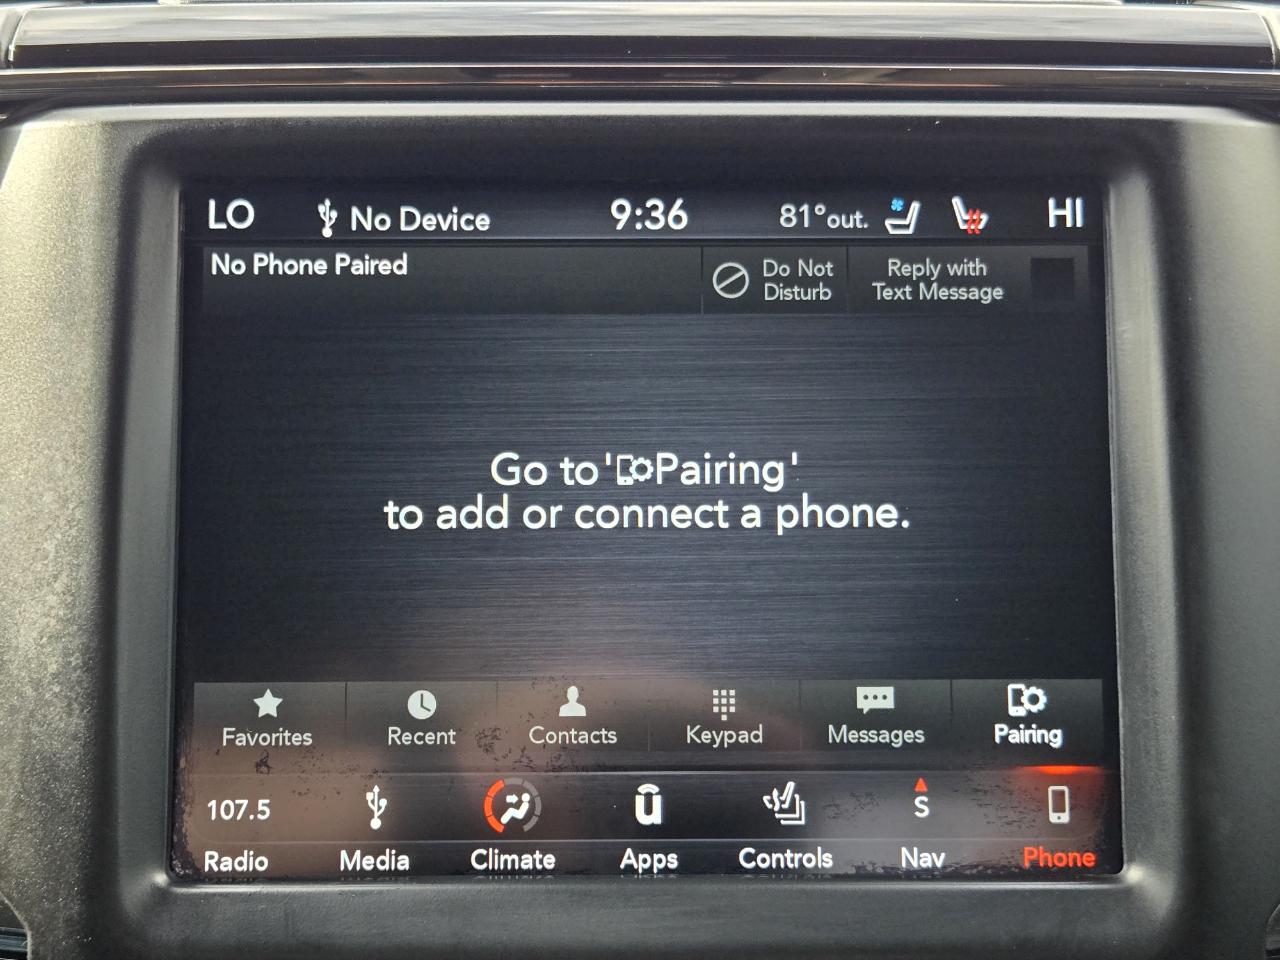 LO No Device 9:36 81°out. HI
No Phone Paired
Do Not
Disturb
Reply with
Text Message
Go to 'Pairing'
to add or connect a phone.
Favorites Recent Contacts Keypad Messages Pairing
107.5 ū S
Radio Media Climate Apps Controls Nav Phone